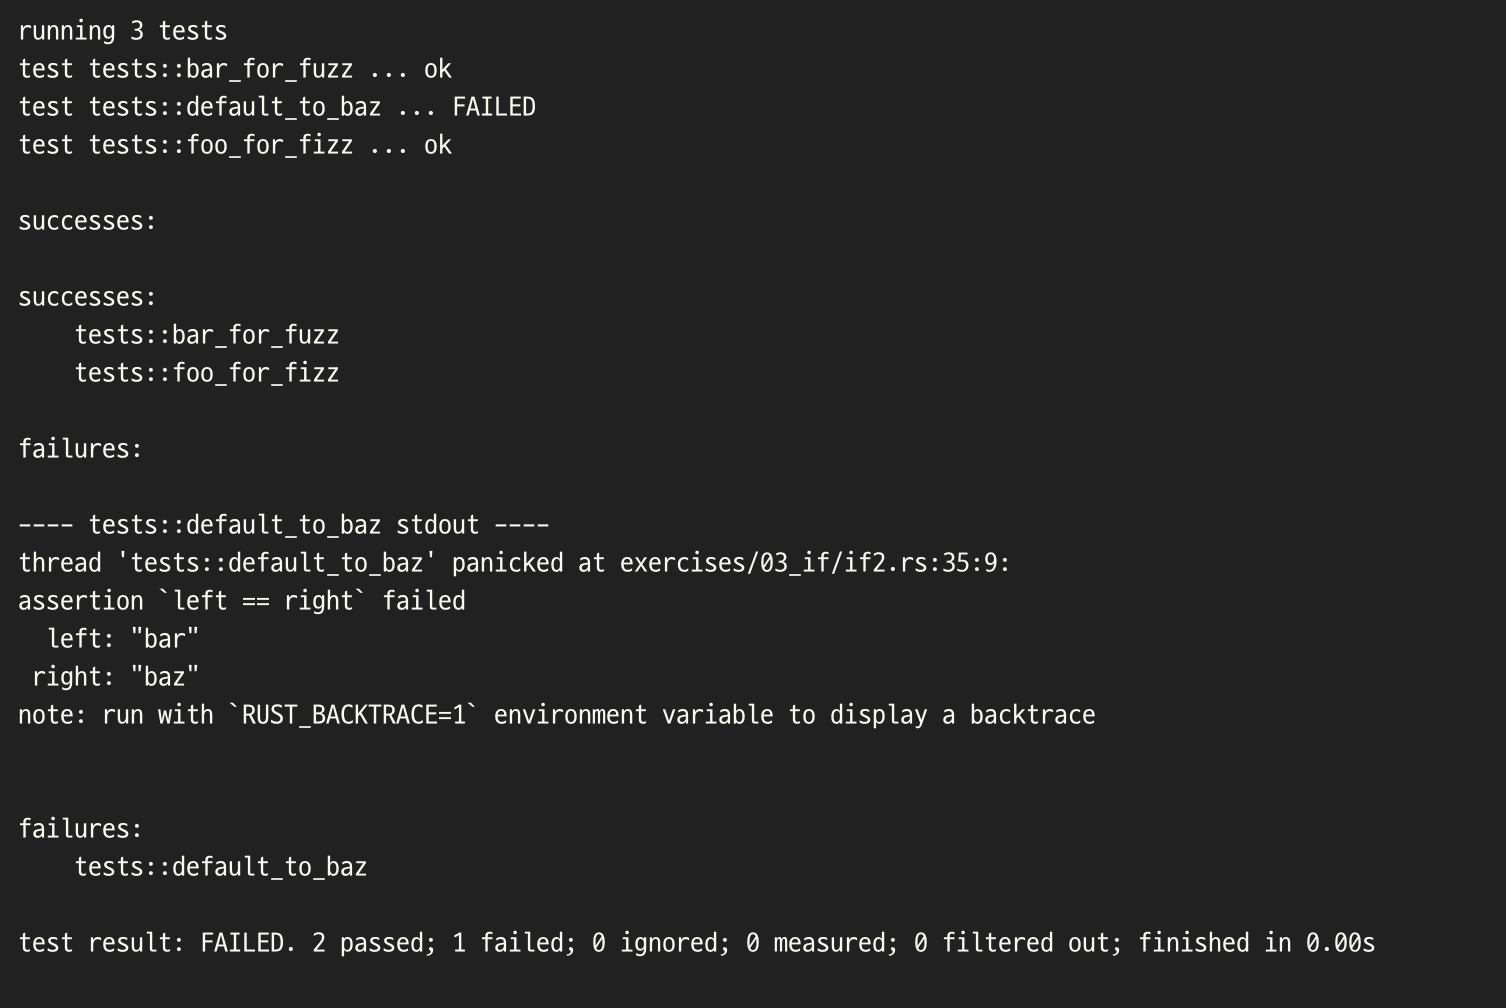 running 3 tests
test tests::bar_for_fuzz ... ok
test tests::default_to_baz ... FAILED
test tests::foo_for_fizz ... ok

successes:

successes:
    tests::bar_for_fuzz
    tests::foo_for_fizz

failures:

---- tests::default_to_baz stdout ----
thread 'tests::default_to_baz' panicked at exercises/03_if/if2.rs:35:9:
assertion `left == right` failed
  left: "bar"
 right: "baz"
note: run with `RUST_BACKTRACE=1` environment variable to display a backtrace


failures:
    tests::default_to_baz

test result: FAILED. 2 passed; 1 failed; 0 ignored; 0 measured; 0 filtered out; finished in 0.00s